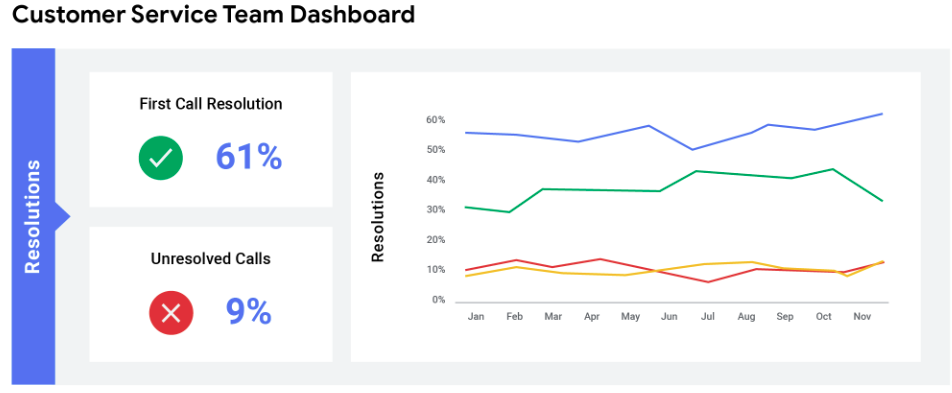 Customer Service Team Dashboard
Resolutions
First Call Resolution
61%
Unresolved Calls
9%
Resolutions
60%
50%
40%
30%
20%
10%
0%
Jan Feb Mar Apr May Jun Jul Aug Sep Oct Nov